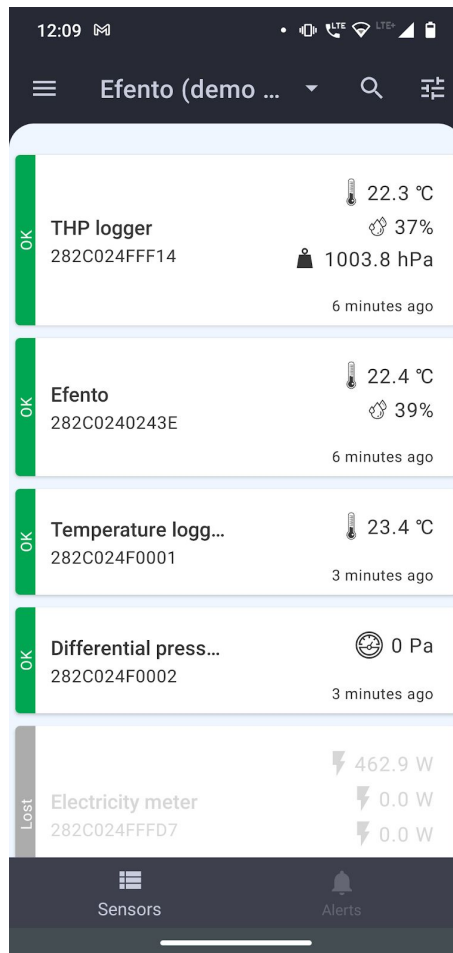 12:09
LTE LTE+
Efento (demo ...
OK
THP logger
282C024FFF14
22.3 ℃
37%
1003.8 hPa
6 minutes ago
OK
Efento
282C0240243E
22.4 ℃
39%
6 minutes ago
OK
Temperature logg...
282C024F0001
23.4 ℃
3 minutes ago
OK
Differential press...
282C024F0002
0 Pa
3 minutes ago
Lost
Electricity meter
282C024FFFD7
462.9 W
0.0 W
0.0 W
Sensors
Alerts